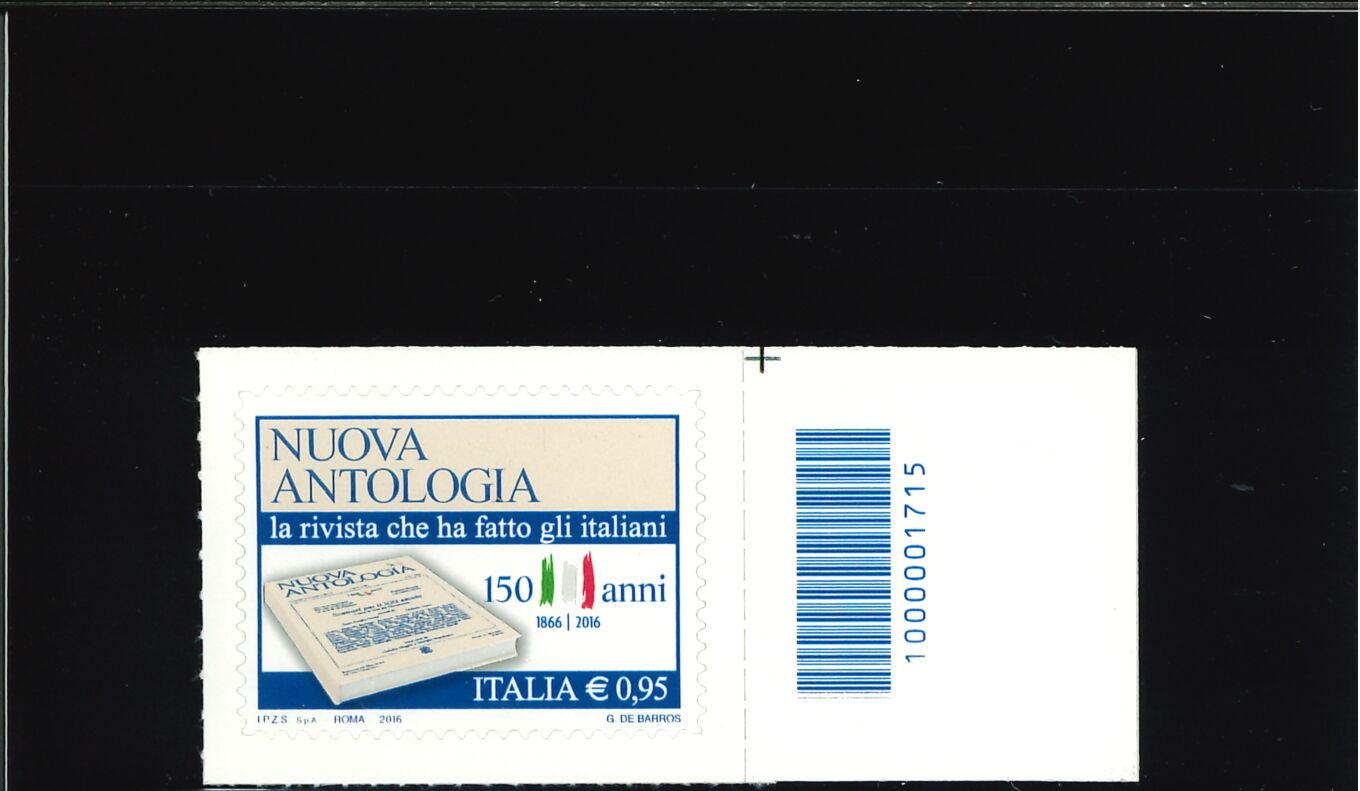 NUOVA
ANTOLOGIA
la rivista che ha fatto gli italiani
NUOVA
ANTOLOGIA
150 anni
1866 | 2016
ITALIA € 0,95
I.P.Z.S. S.p.A. - ROMA 2016
G. DE BARROS
1000001715